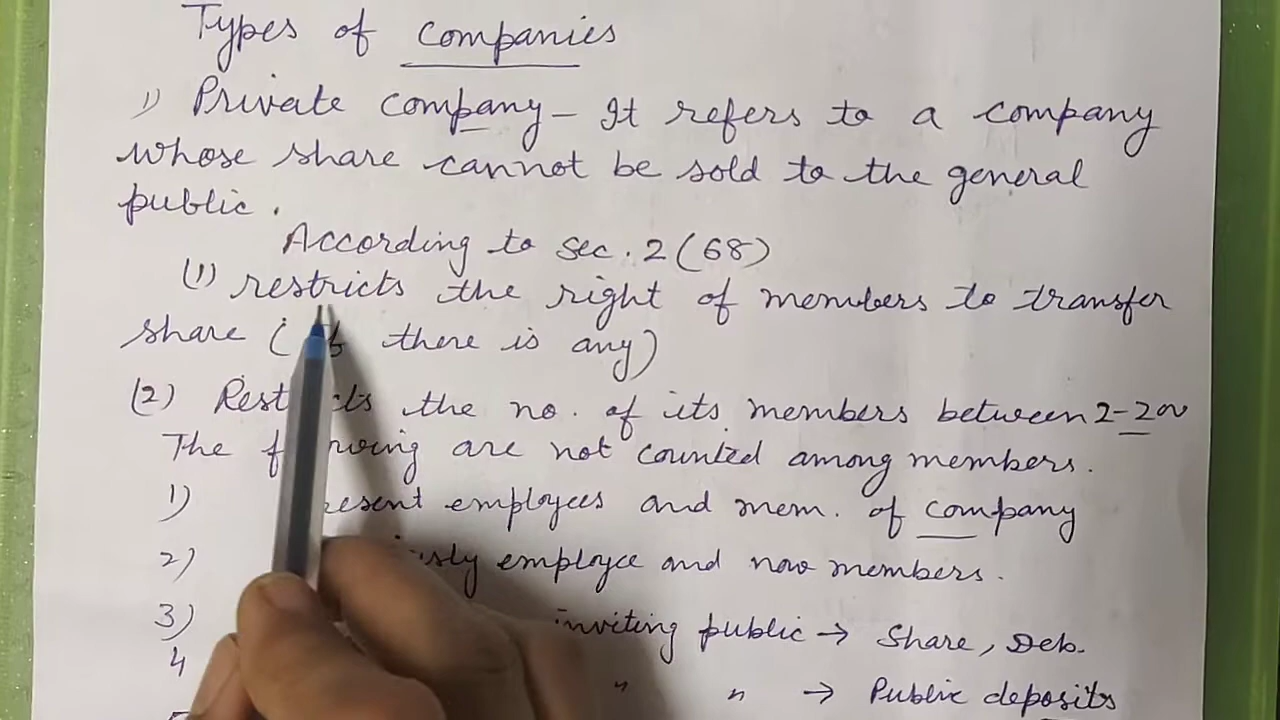 Types of companies
1) Private company - It refers to a company
whose share cannot be sold to the general
public.
According to sec. 2(68)
(1) restricts the right of members to transfer
share ( there is any)
(2) the no. of its members between 2-200
The are not counted among members.
1) employees and mem. of company
2) employee and now members.
3) inviting public → Share, Deb.
4 " " → Public deposits